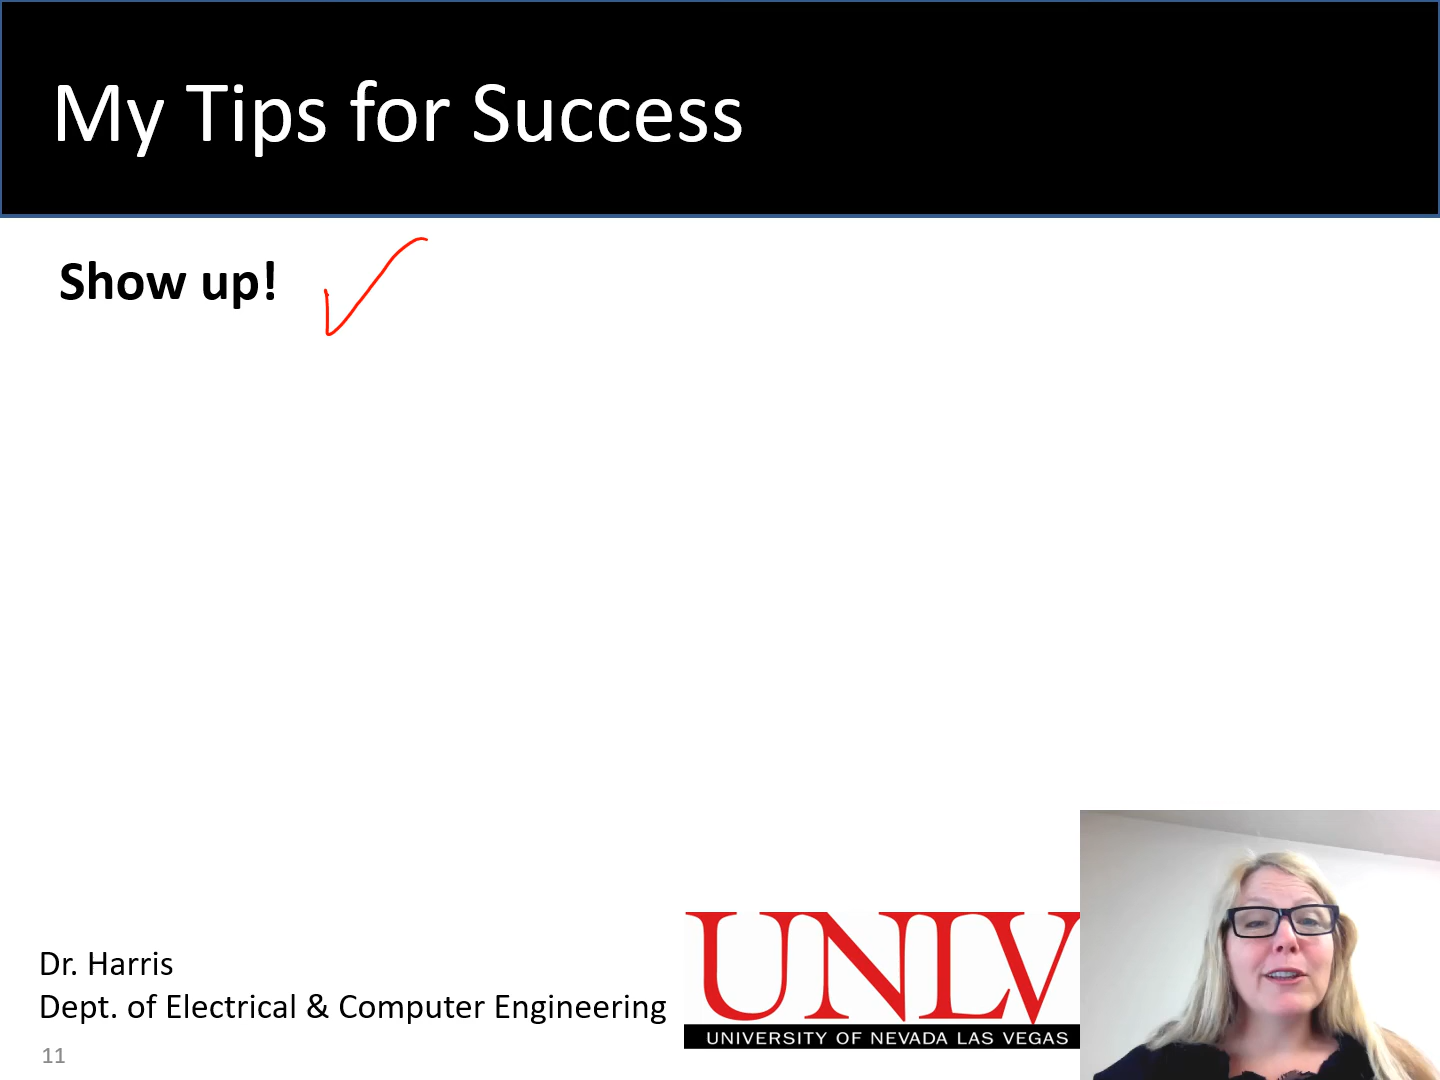 My Tips for Success
Show up!
Dr. Harris
Dept. of Electrical & Computer Engineering
UNLV
UNIVERSITY OF NEVADA LAS VEGAS
11